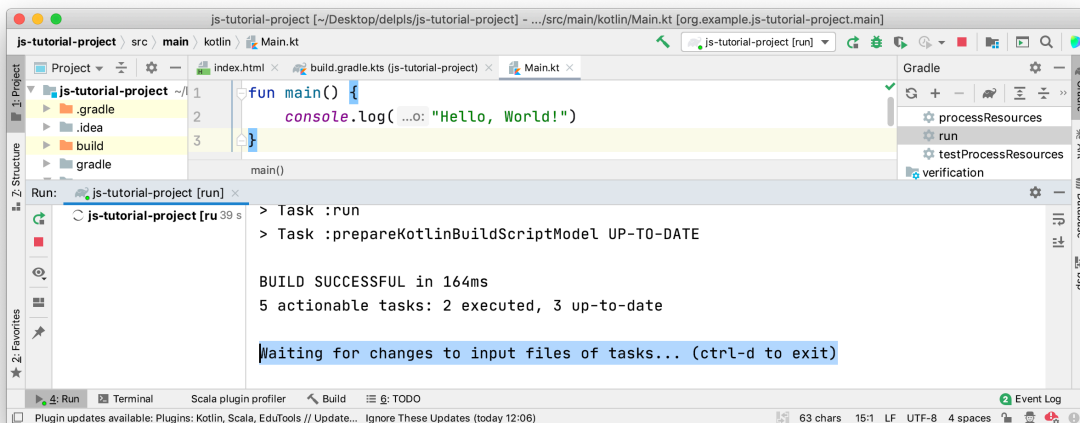 js-tutorial-project [~/Desktop/delpls/js-tutorial-project] – .../src/main/kotlin/Main.kt [org.example.js-tutorial-project.main]
js-tutorial-project src main kotlin Main.kt
js-tutorial-project [run]
1: Project
Project
index.html
build.gradle.kts (js-tutorial-project)
Main.kt
Gradle
js-tutorial-project
.gradle
.idea
build
gradle
1 fun main() {
2 console.log( ...o: "Hello, World!")
3 }
main()
processResources
run
testProcessResources
verification
7: Structure
Run: js-tutorial-project [run]
js-tutorial-project [ru 39 s
> Task :run
> Task :prepareKotlinBuildScriptModel UP-TO-DATE
BUILD SUCCESSFUL in 164ms
5 actionable tasks: 2 executed, 3 up-to-date
Waiting for changes to input files of tasks... (ctrl-d to exit)
2: Favorites
4: Run Terminal Scala plugin profiler Build 6: TODO 2 Event Log
Plugin updates available: Plugins: Kotlin, Scala, EduTools // Update... Ignore These Updates (today 12:06) 63 chars 15:1 LF UTF-8 4 spaces